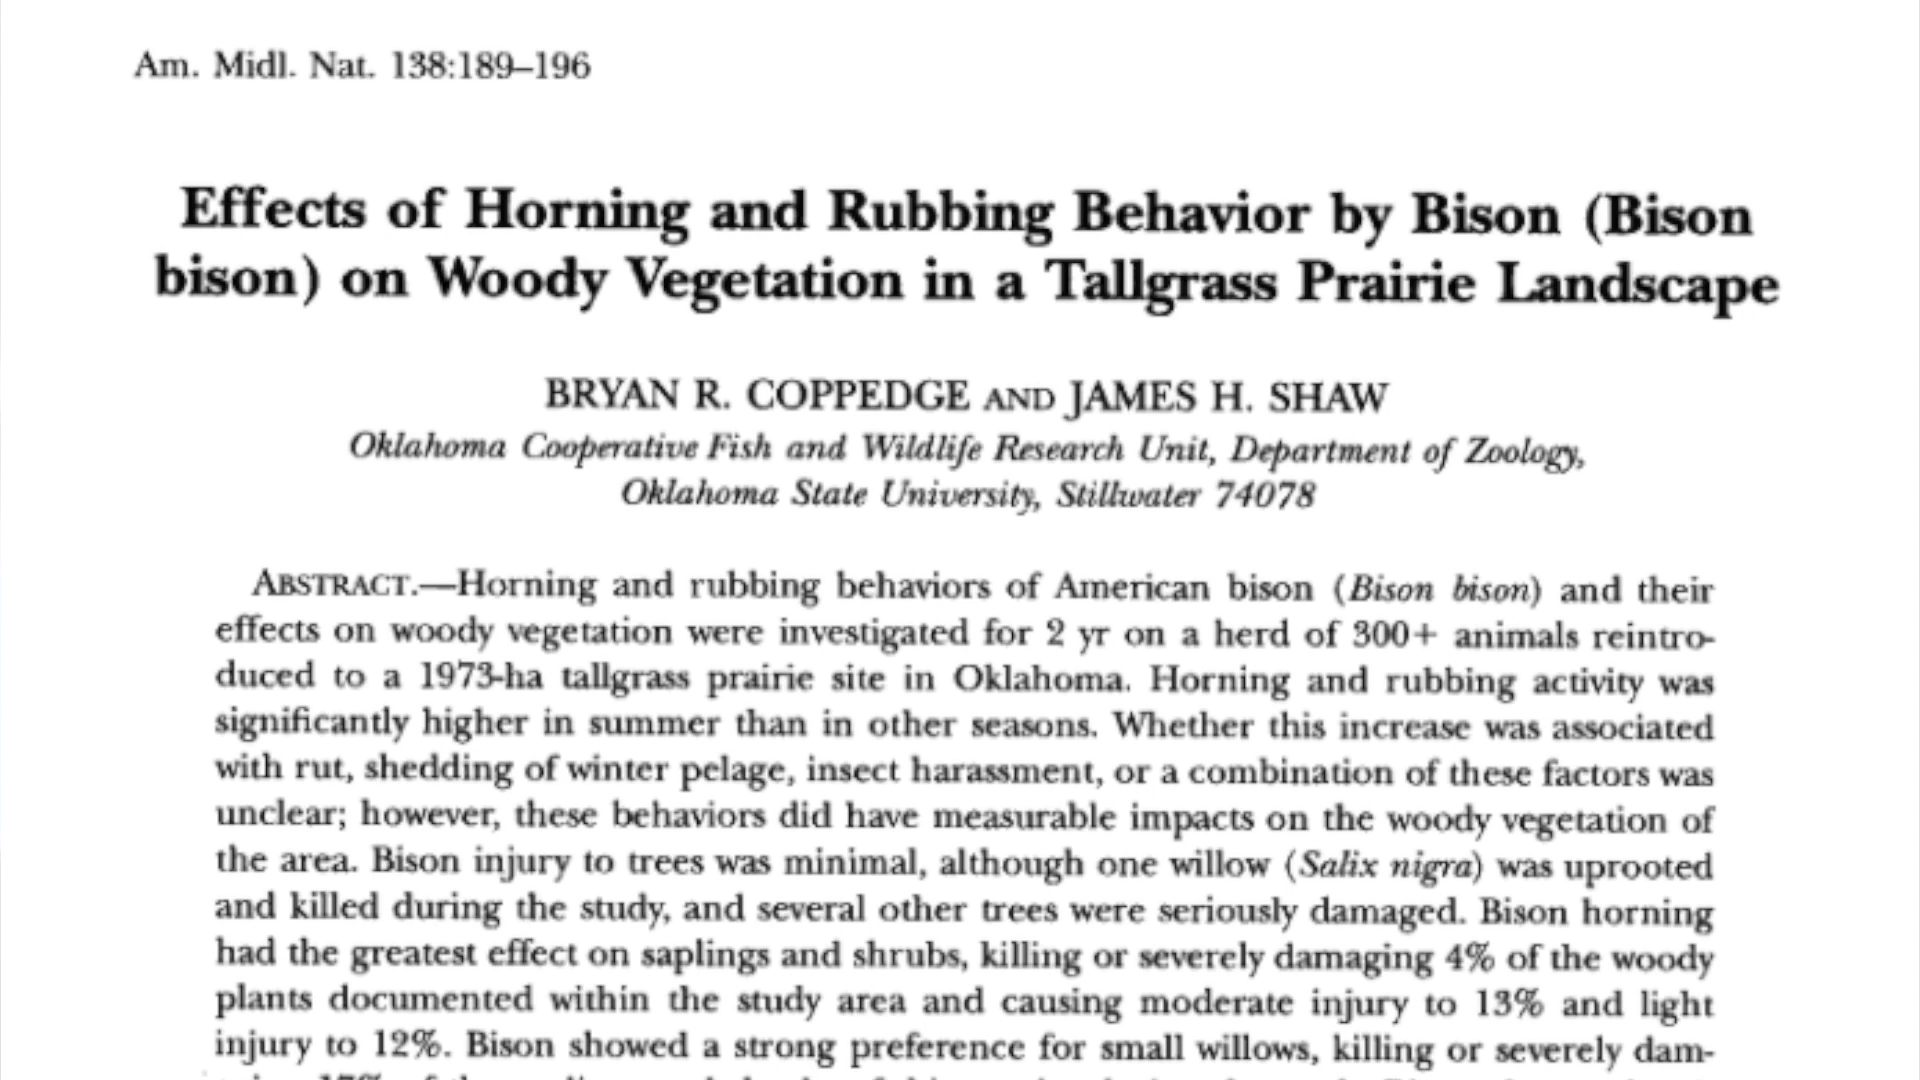 Am. Midl. Nat. 138:189–196
Effects of Horning and Rubbing Behavior by Bison (Bison
bison) on Woody Vegetation in a Tallgrass Prairie Landscape
BRYAN R. COPPEDGE AND JAMES H. SHAW
Oklahoma Cooperative Fish and Wildlife Research Unit, Department of Zoology,
Oklahoma State University, Stillwater 74078
ABSTRACT.—Horning and rubbing behaviors of American bison (Bison bison) and their
effects on woody vegetation were investigated for 2 yr on a herd of 300+ animals reintro-
duced to a 1973-ha tallgrass prairie site in Oklahoma. Horning and rubbing activity was
significantly higher in summer than in other seasons. Whether this increase was associated
with rut, shedding of winter pelage, insect harassment, or a combination of these factors was
unclear; however, these behaviors did have measurable impacts on the woody vegetation of
the area. Bison injury to trees was minimal, although one willow (Salix nigra) was uprooted
and killed during the study, and several other trees were seriously damaged. Bison horning
had the greatest effect on saplings and shrubs, killing or severely damaging 4% of the woody
plants documented within the study area and causing moderate injury to 13% and light
injury to 12%. Bison showed a strong preference for small willows, killing or severely dam-